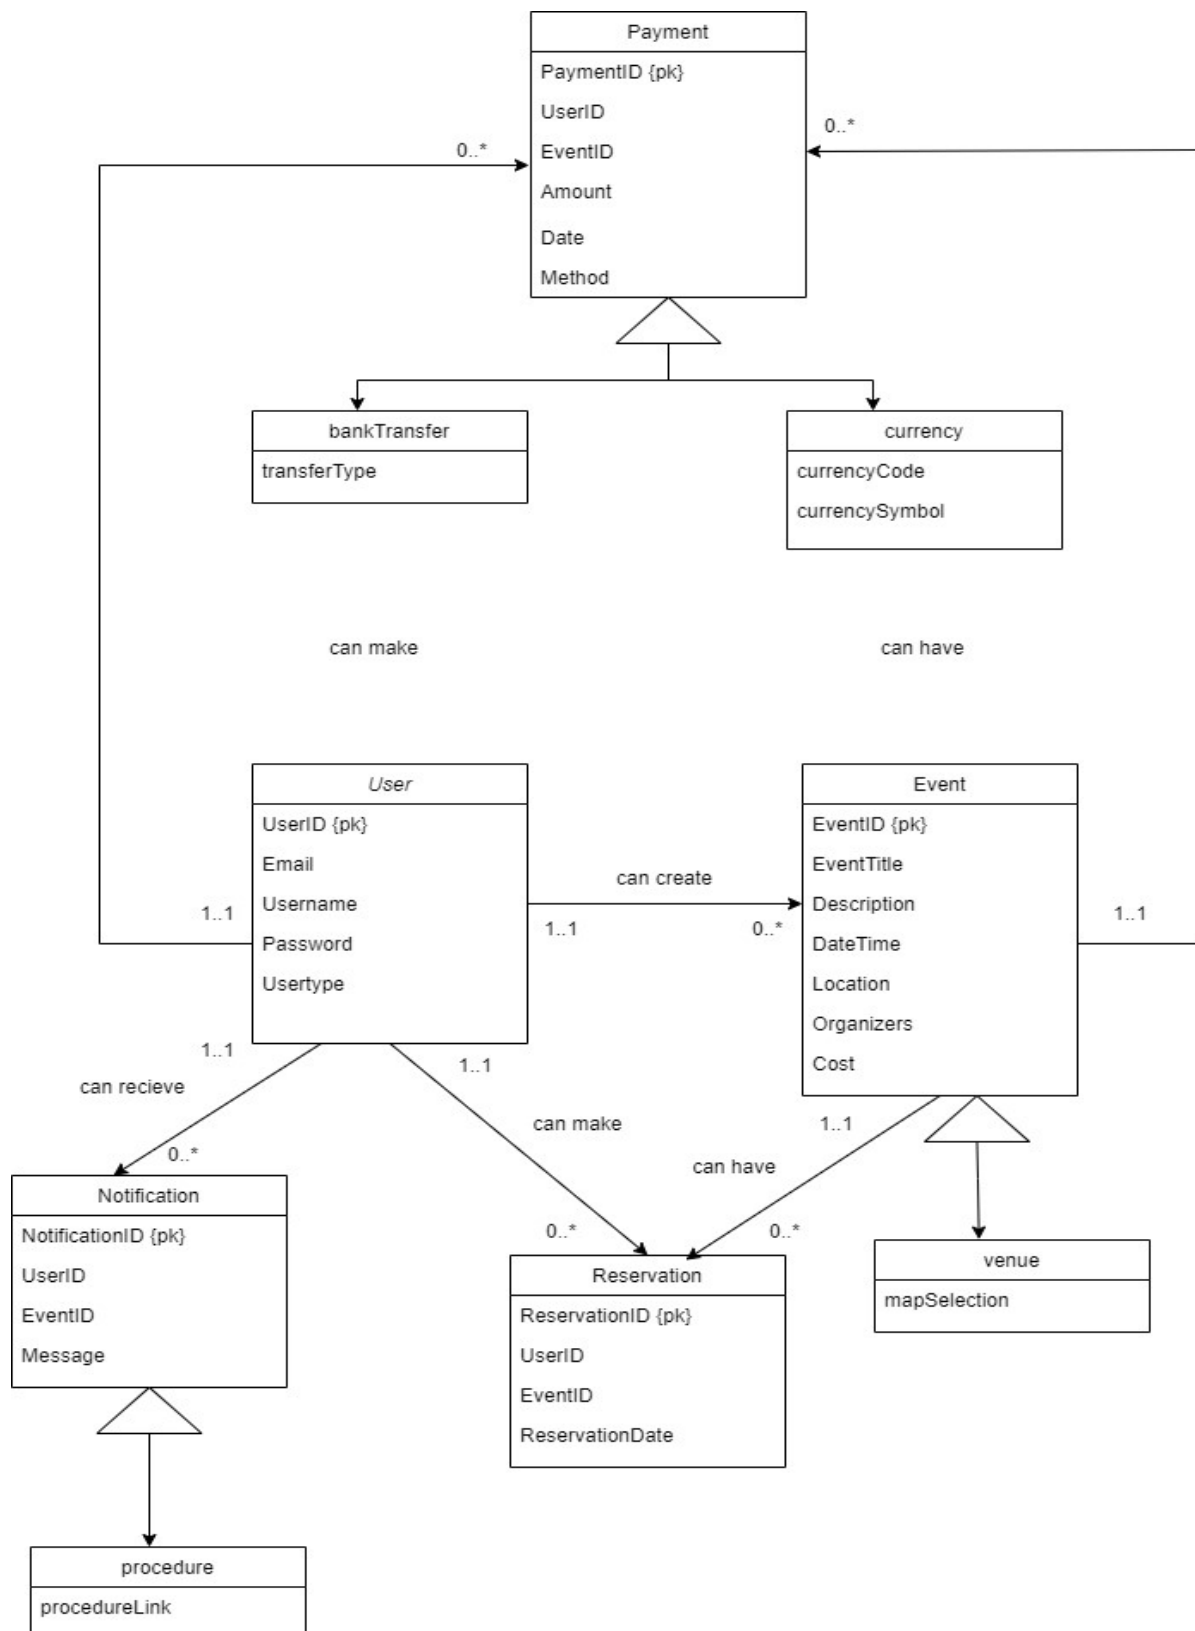 Payment
PaymentID {pk}
UserID
EventID
Amount
Date
Method
0..*
0..*
bankTransfer
transferType
currency
currencyCode
currencySymbol
can make
can have
User
UserID {pk}
Email
Username
Password
Usertype
1..1
can create
1..1
0..*
Event
EventID {pk}
EventTitle
Description
DateTime
Location
Organizers
Cost
1..1
1..1
can recieve
0..*
1..1
can make
0..*
1..1
can have
0..*
Notification
NotificationID {pk}
UserID
EventID
Message
Reservation
ReservationID {pk}
UserID
EventID
ReservationDate
venue
mapSelection
procedure
procedureLink